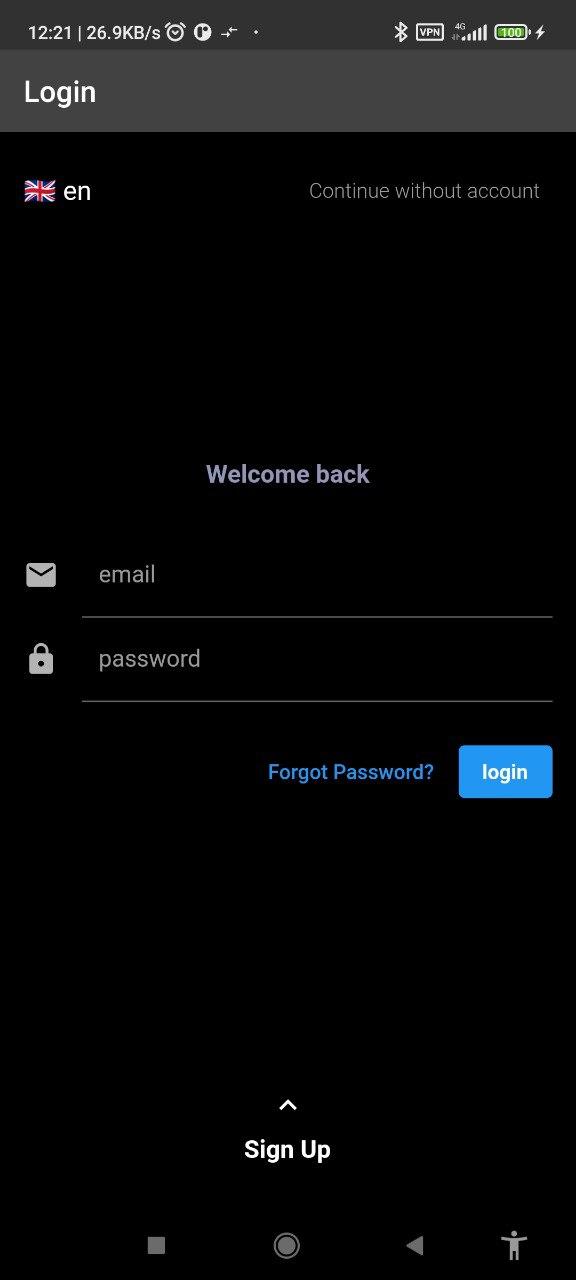 12:21 | 26.9KB/s
VPN 4G 100
Login
en
Continue without account
Welcome back
email
password
Forgot Password?
login
Sign Up